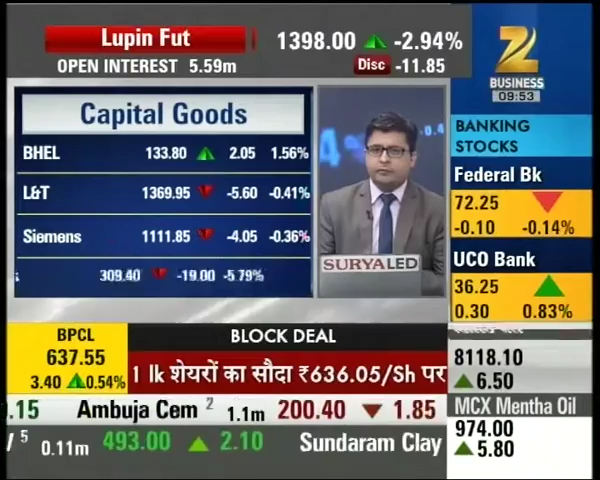 Lupin Fut
1398.00 -2.94%
OPEN INTEREST 5.59m
Disc -11.85
Z
BUSINESS
09:53
Capital Goods
BHEL 133.80 2.05 1.56%
L&T 1369.95 -5.60 -0.41%
Siemens 1111.85 -4.05 -0.36%
309.40 -19.00 -5.79%
SURYA LED
BANKING
STOCKS
Federal Bk
72.25
-0.10 -0.14%
UCO Bank
36.25
0.30 0.83%
BPCL
637.55
3.40 0.54%
BLOCK DEAL
1 lk शेयरों का सौदा ₹636.05/Sh पर
8118.10
6.50
MCX Mentha Oil
974.00
5.80
.15 Ambuja Cem 2 1.1m 200.40 1.85
5 0.11m 493.00 2.10 Sundaram Clay